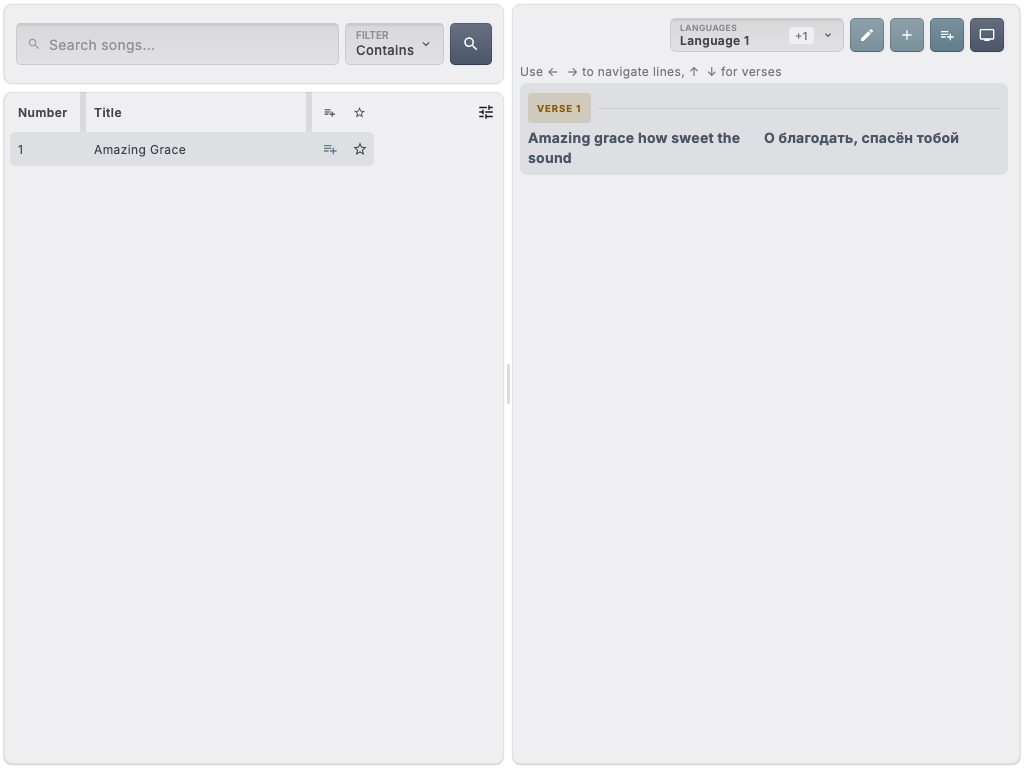 Search songs...
FILTER
Contains
Number Title
1 Amazing Grace
LANGUAGES
Language 1 +1
Use ← → to navigate lines, ↑ ↓ for verses
VERSE 1
Amazing grace how sweet the
sound
О благодать, спасён тобой